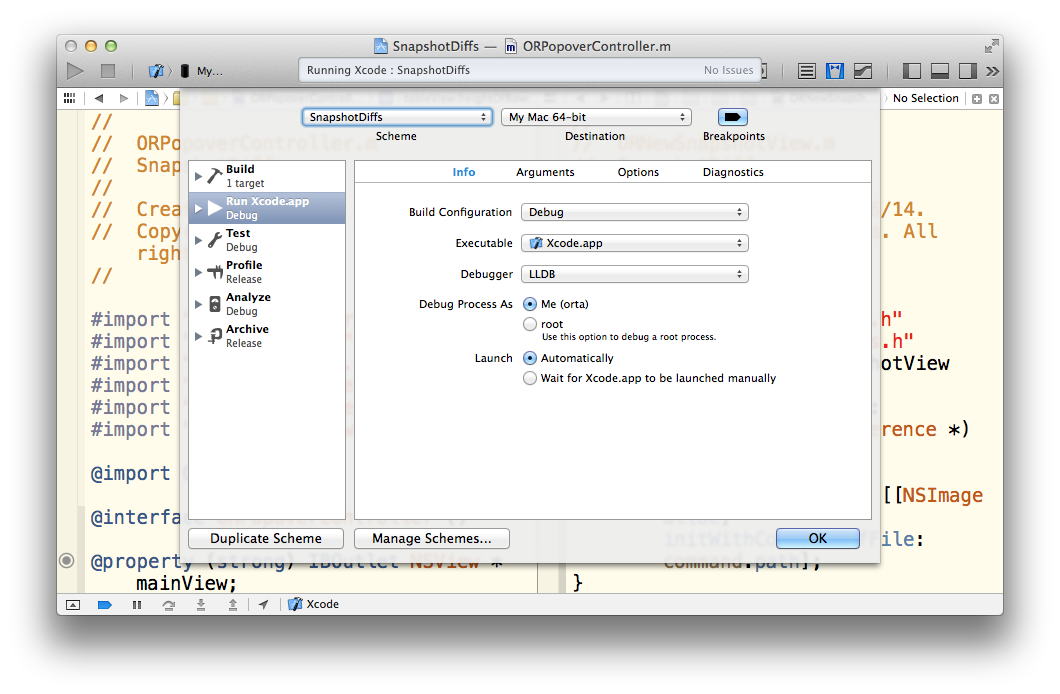 SnapshotDiffs — ORPopoverController.m
My...
Running Xcode : SnapshotDiffs
No Issues
No Selection
SnapshotDiffs
My Mac 64-bit
Scheme
Destination
Breakpoints
Build
1 target
Run Xcode.app
Debug
Test
Debug
Profile
Release
Analyze
Debug
Archive
Release
Info
Arguments
Options
Diagnostics
Build Configuration
Debug
Executable
Xcode.app
Debugger
LLDB
Debug Process As
Me (orta)
root
Use this option to debug a root process.
Launch
Automatically
Wait for Xcode.app to be launched manually
Duplicate Scheme
Manage Schemes...
OK
//
// ORPopoverController.m
// Snap
//
// Crea
// Copy
righ
//
#import
#import
#import
#import
#import
#import
@import
@interface ORPopoverController ()
@property (strong) IBOutlet NSView *
mainView;
// ORNewSnapshotView.m
/14.
. All
h"
.h"
otView
:
rence *)
[[NSImage
initWithContentsOfFile:
command.path];
}
Xcode